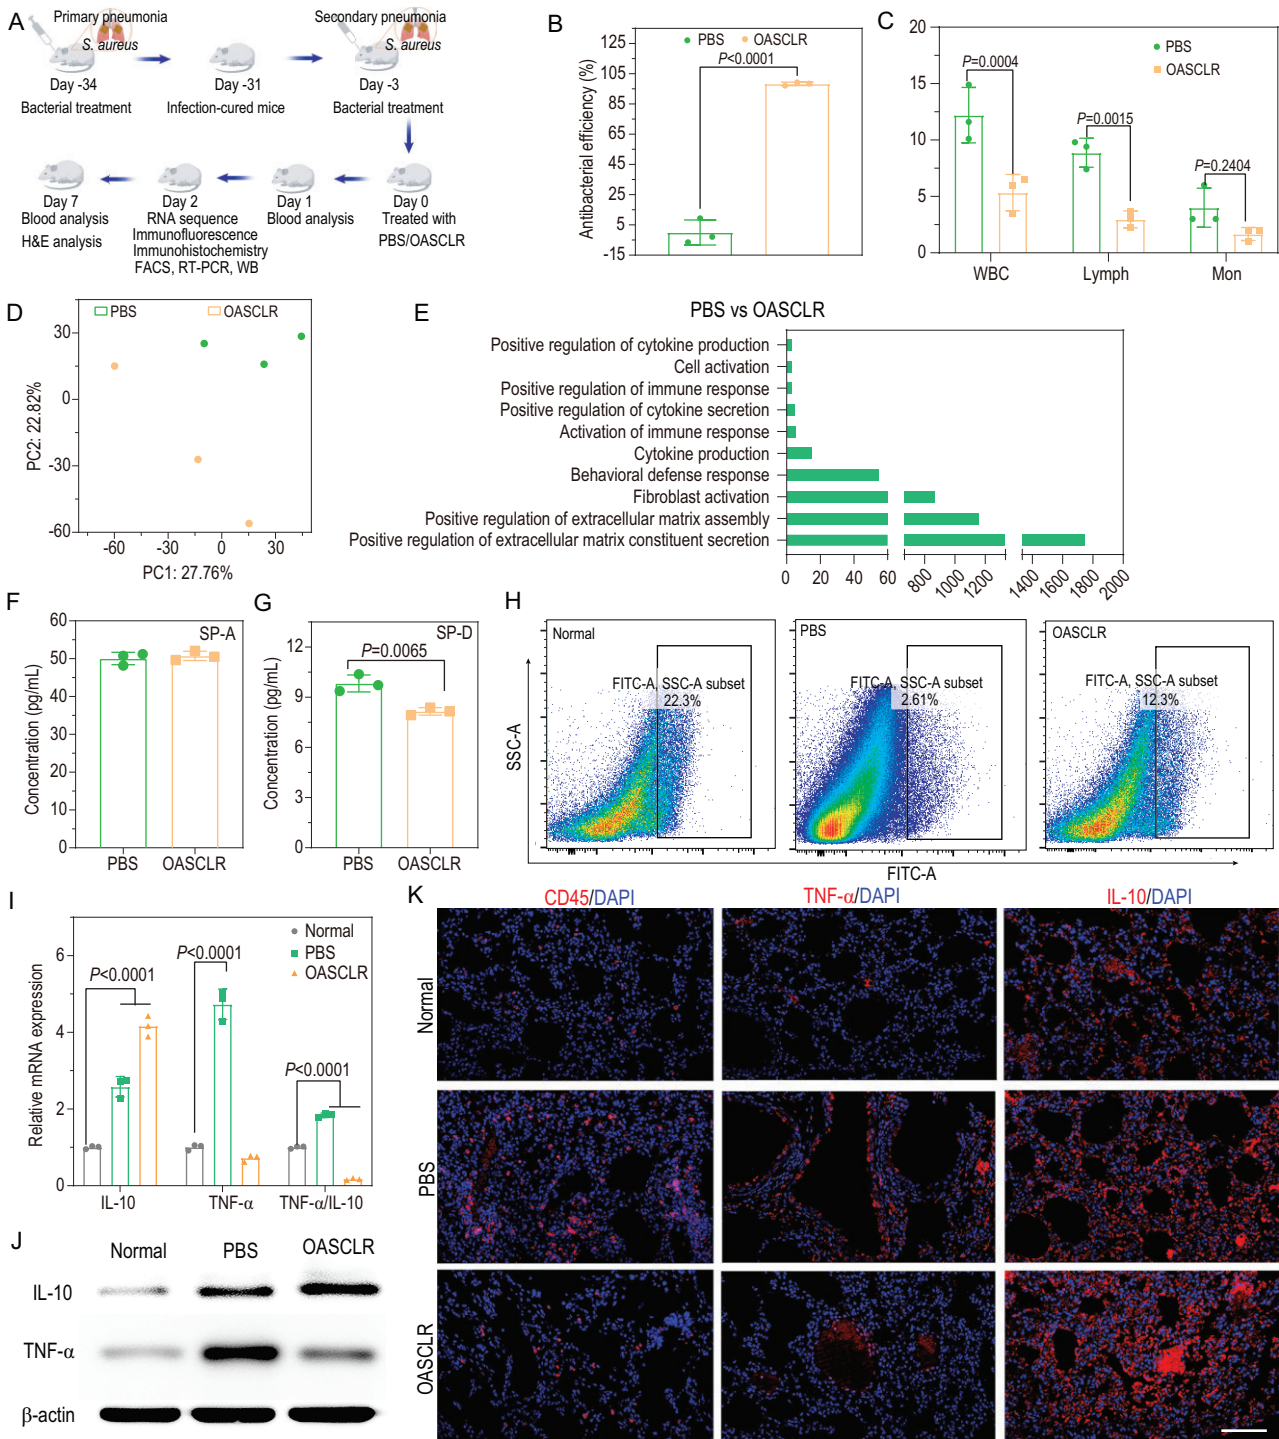 A
Primary pneumonia
S. aureus
Secondary pneumonia
S. aureus
Day -34
Day -31
Day -3
Bacterial treatment
Infection-cured mice
Bacterial treatment
Day 7
Blood analysis
H&E analysis
Day 2
RNA sequence
Immunofluorescence
Immunohistochemistry
FACS, RT-PCR, WB
Day 1
Blood analysis
Day 0
Treated with
PBS/OASCLR
B
Antibacterial efficiency (%)
125
105
85
65
45
25
5
-15
PBS
OASCLR
P<0.0001
C
20
15
10
5
0
PBS
OASCLR
P=0.0004
P=0.0015
P=0.2404
WBC
Lymph
Mon
D
PBS
OASCLR
PC2: 22.82%
30
0
-30
-60
-60
-30
0
30
PC1: 27.76%
E
PBS vs OASCLR
Positive regulation of cytokine production
Cell activation
Positive regulation of immune response
Positive regulation of cytokine secretion
Activation of immune response
Cytokine production
Behavioral defense response
Fibroblast activation
Positive regulation of extracellular matrix assembly
Positive regulation of extracellular matrix constituent secretion
0
20
40
60
800
1000
1200
1400
1600
1800
2000
F
SP-A
Concentration (pg/mL)
60
50
40
30
20
10
0
PBS
OASCLR
G
SP-D
P=0.0065
Concentration (pg/mL)
12
9
6
3
0
PBS
OASCLR
H
Normal
FITC-A, SSC-A subset
22.3%
PBS
FITC-A, SSC-A subset
2.61%
OASCLR
FITC-A, SSC-A subset
12.3%
SSC-A
FITC-A
I
Relative mRNA expression
6
4
2
0
Normal
PBS
OASCLR
P<0.0001
P<0.0001
P<0.0001
IL-10
TNF-α
TNF-α/IL-10
J
Normal
PBS
OASCLR
IL-10
TNF-α
β-actin
K
CD45/DAPI
TNF-α/DAPI
IL-10/DAPI
Normal
PBS
OASCLR